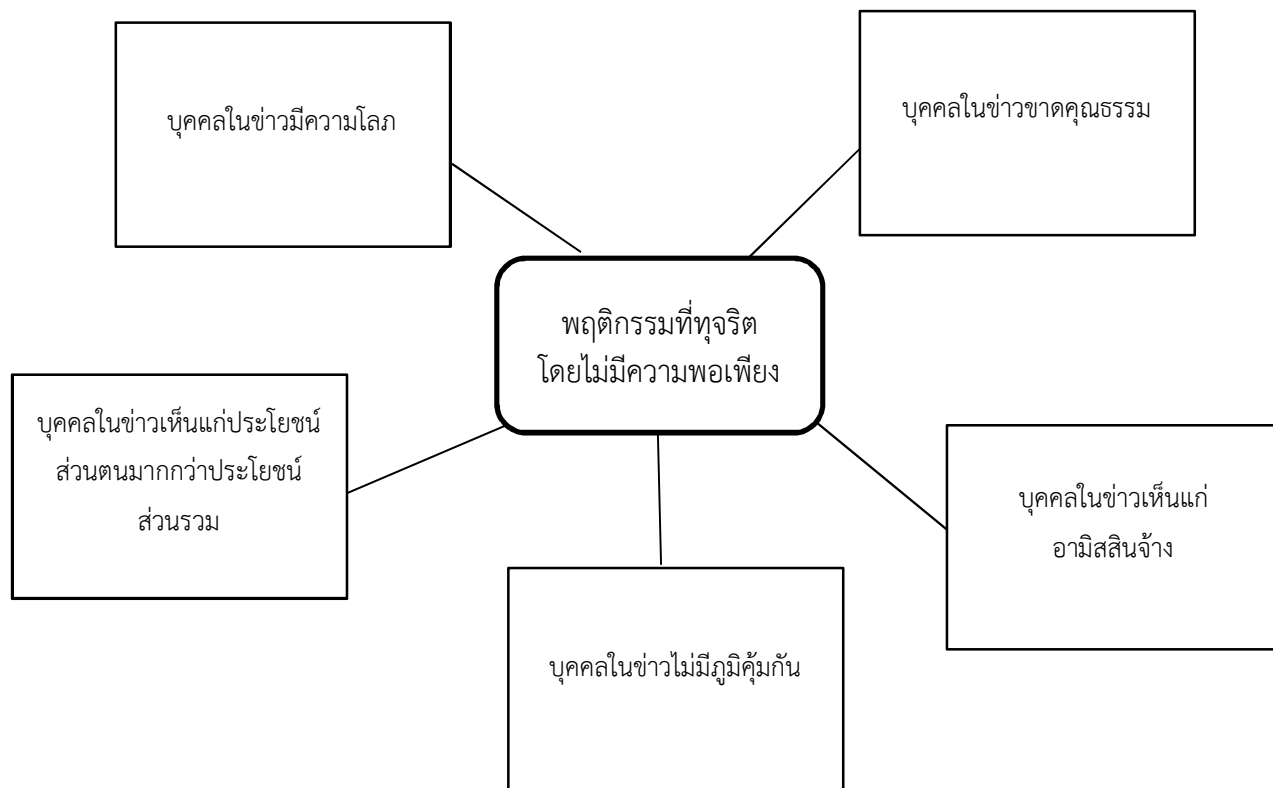 บุคคลในข่าวมีความโลภ
บุคคลในข่าวขาดคุณธรรม
พฤติกรรมที่ทุจริต
โดยไม่มีความพอเพียง
บุคคลในข่าวเห็นแก่ประโยชน์
ส่วนตนมากกว่าประโยชน์
ส่วนรวม
บุคคลในข่าวเห็นแก่
อามิสสินจ้าง
บุคคลในข่าวไม่มีภูมิคุ้มกัน